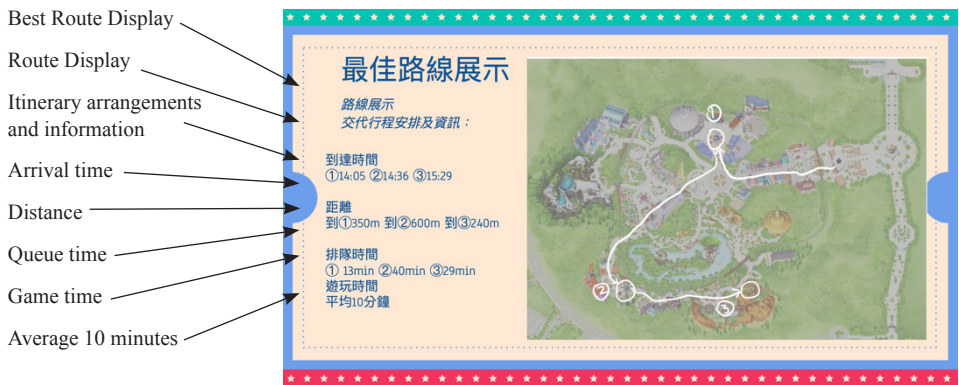 Best Route Display
Route Display
Itinerary arrangements
and information
Arrival time
Distance
Queue time
Game time
Average 10 minutes
最佳路線展示
路線展示
交代行程安排及資訊：
到達時間
①14:05 ②14:36 ③15:29
距離
到①350m 到②600m 到③240m
排隊時間
① 13min ②40min ③29min
遊玩時間
平均10分鐘
①
②
③